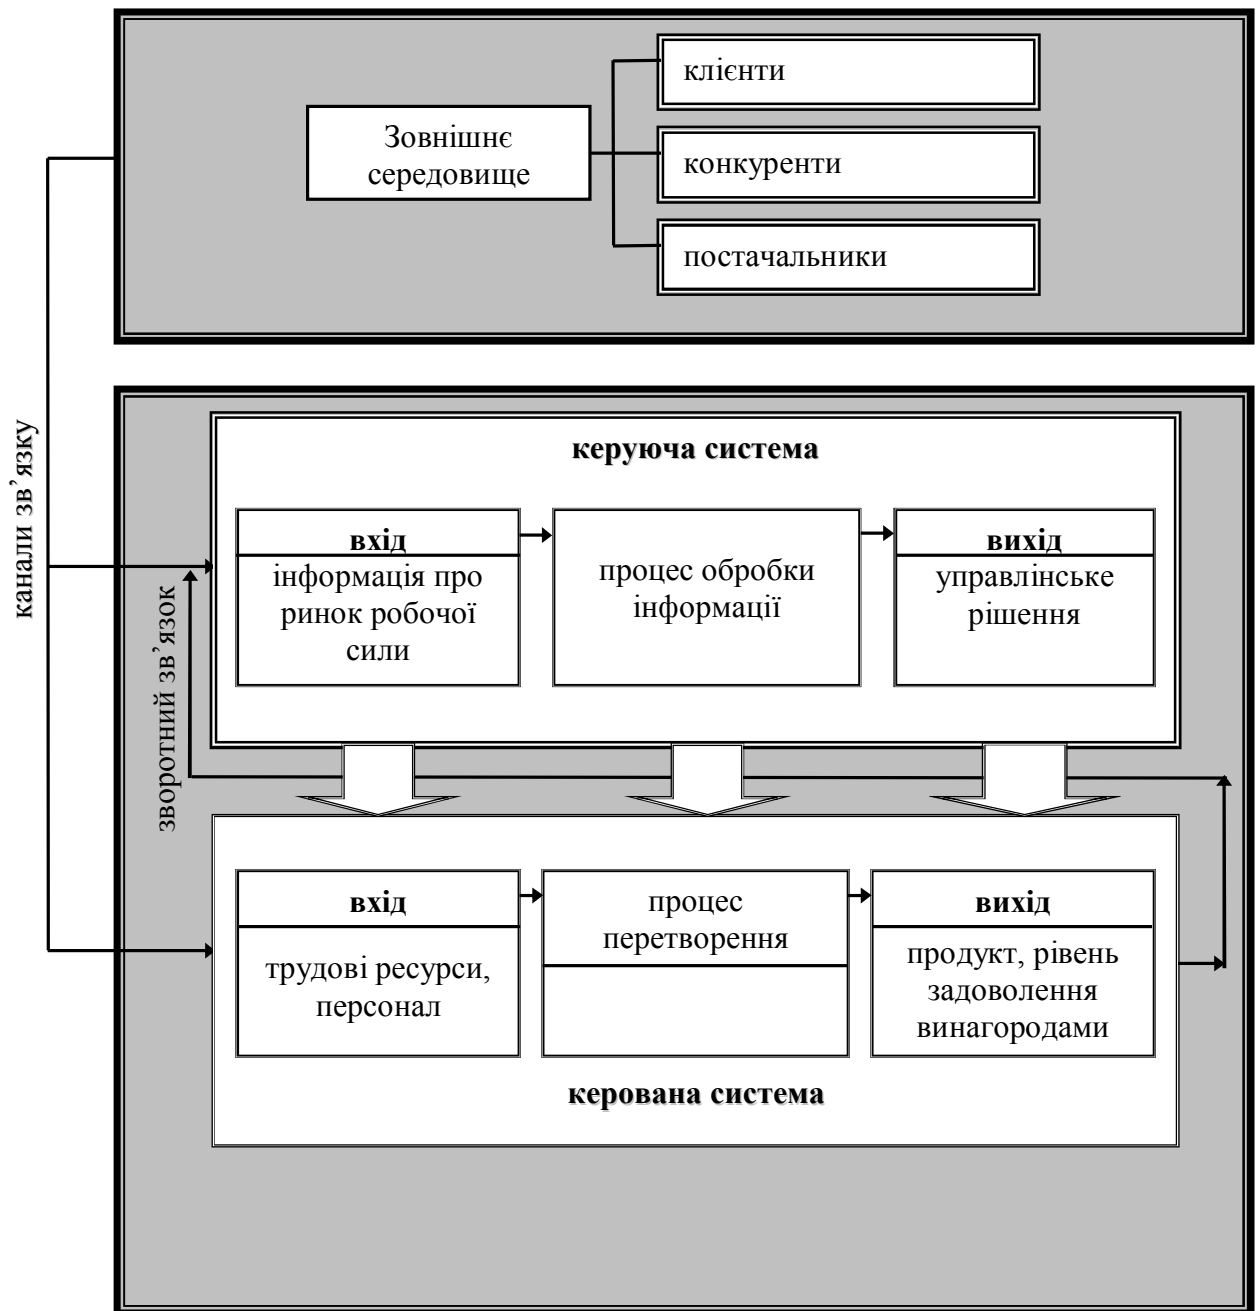 клієнти
Зовнішнє
середовище
конкуренти
постачальники
канали зв’язку
керуюча система
вхід
інформація про
ринок робочої
сили
процес обробки
інформації
вихід
управлінське
рішення
зворотний зв’язок
вхід
трудові ресурси,
персонал
процес
перетворення
вихід
продукт, рівень
задоволення
винагородами
керована система